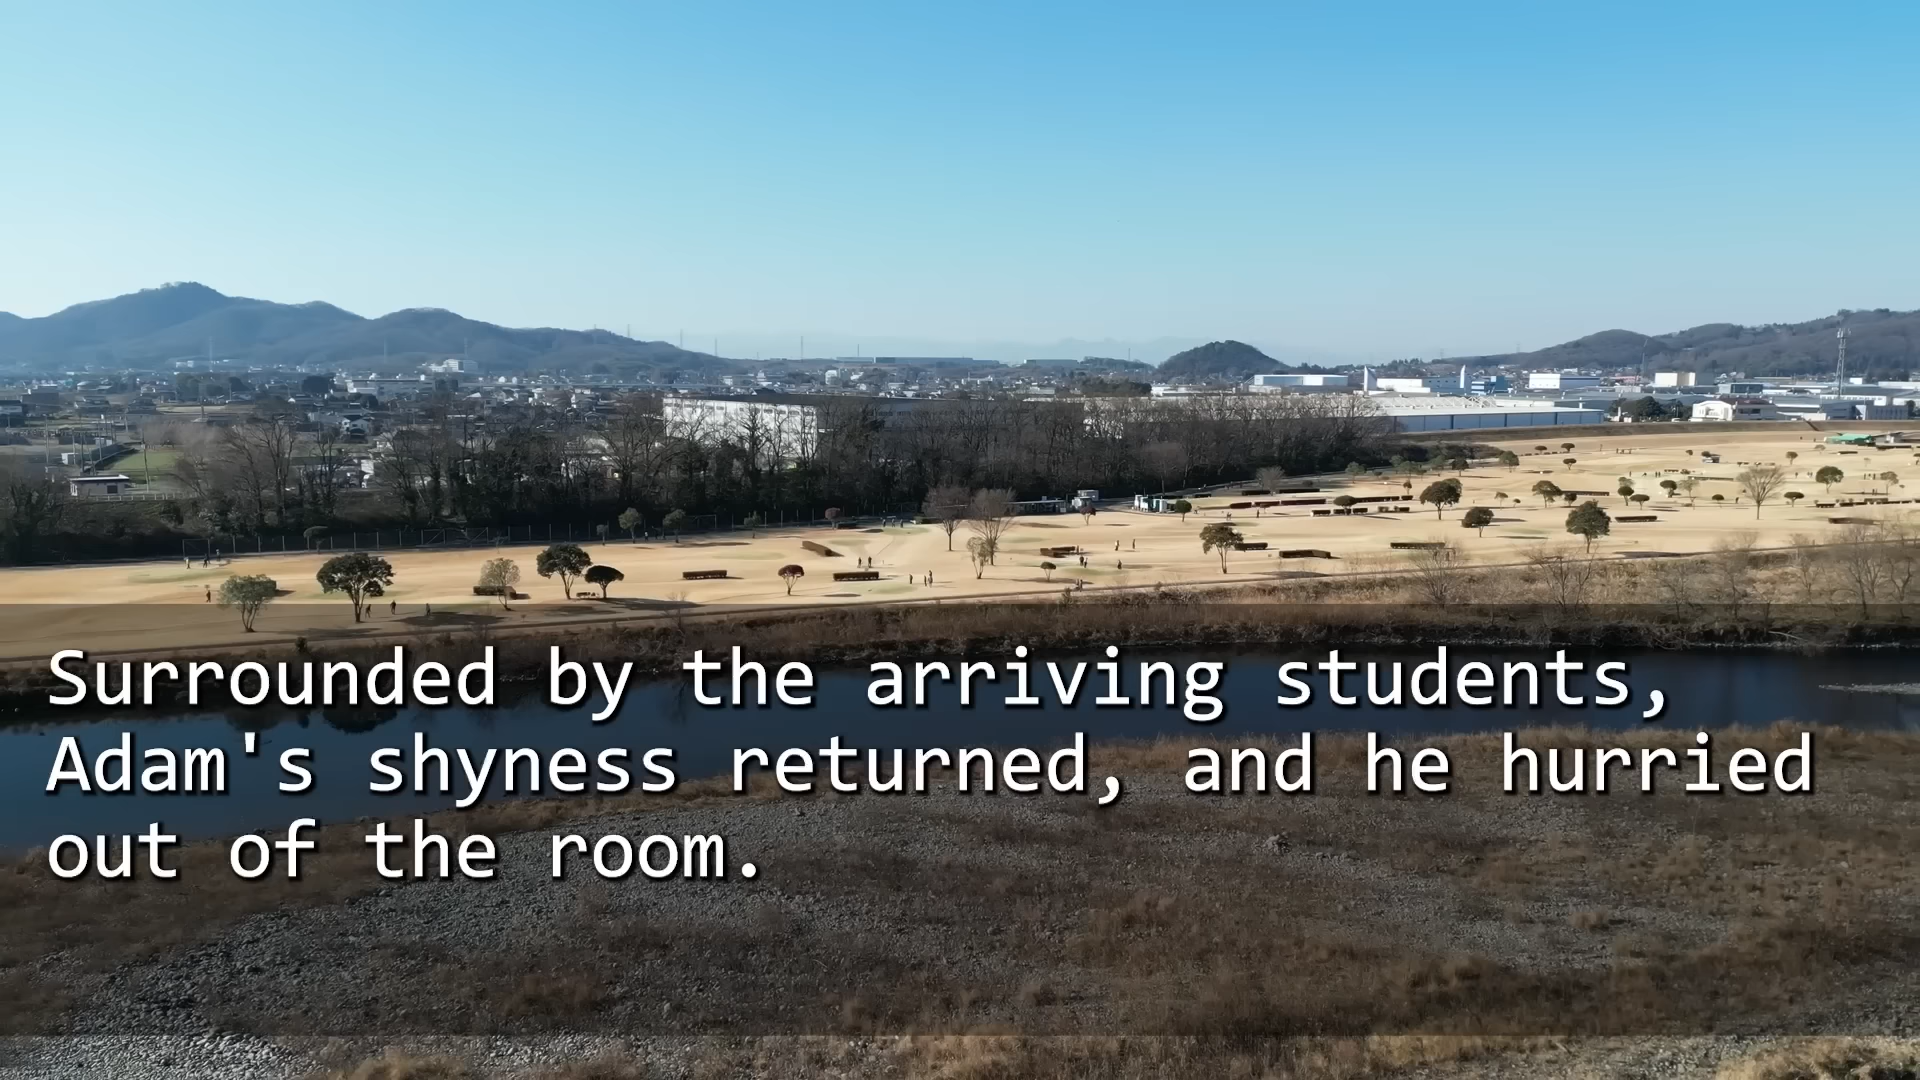 Surrounded by the arriving students,
Adam's shyness returned, and he hurried
out of the room.